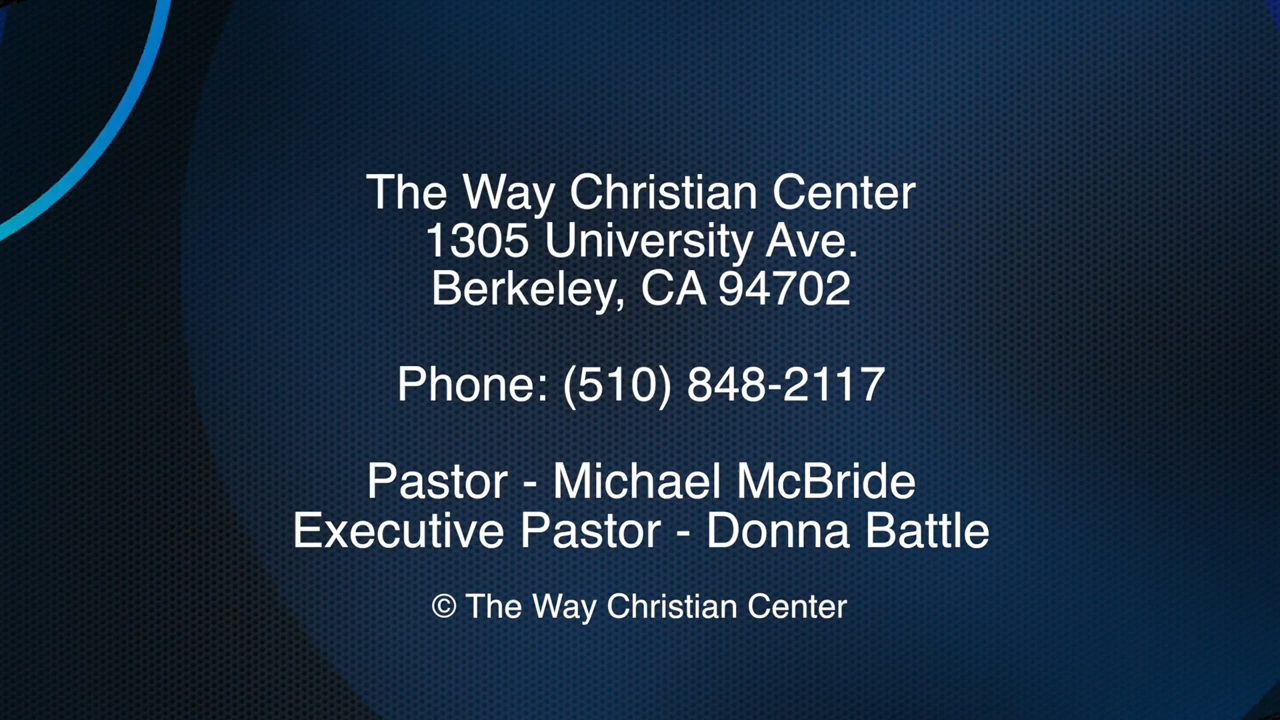 The Way Christian Center
1305 University Ave.
Berkeley, CA 94702
Phone: (510) 848-2117
Pastor - Michael McBride
Executive Pastor - Donna Battle
© The Way Christian Center